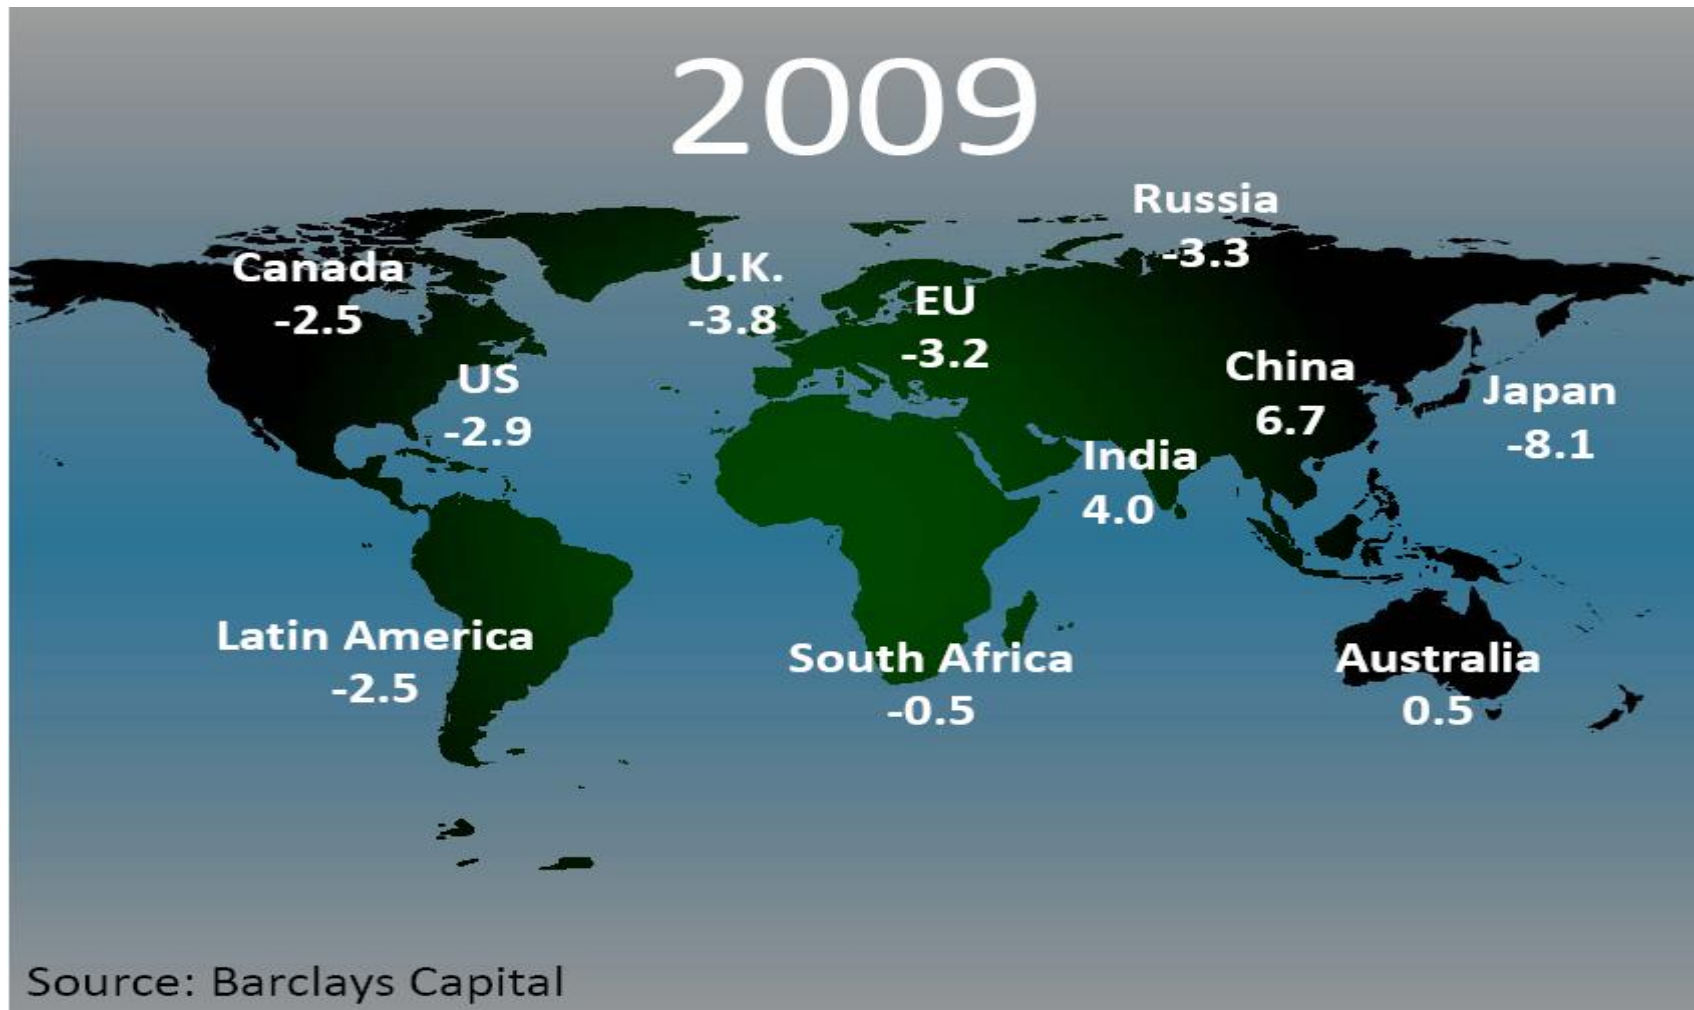 2009
Russia
-3.3
Canada
-2.5
U.K.
-3.8
EU
-3.2
US
-2.9
China
6.7
Japan
-8.1
India
4.0
Latin America
-2.5
South Africa
-0.5
Australia
0.5
Source: Barclays Capital